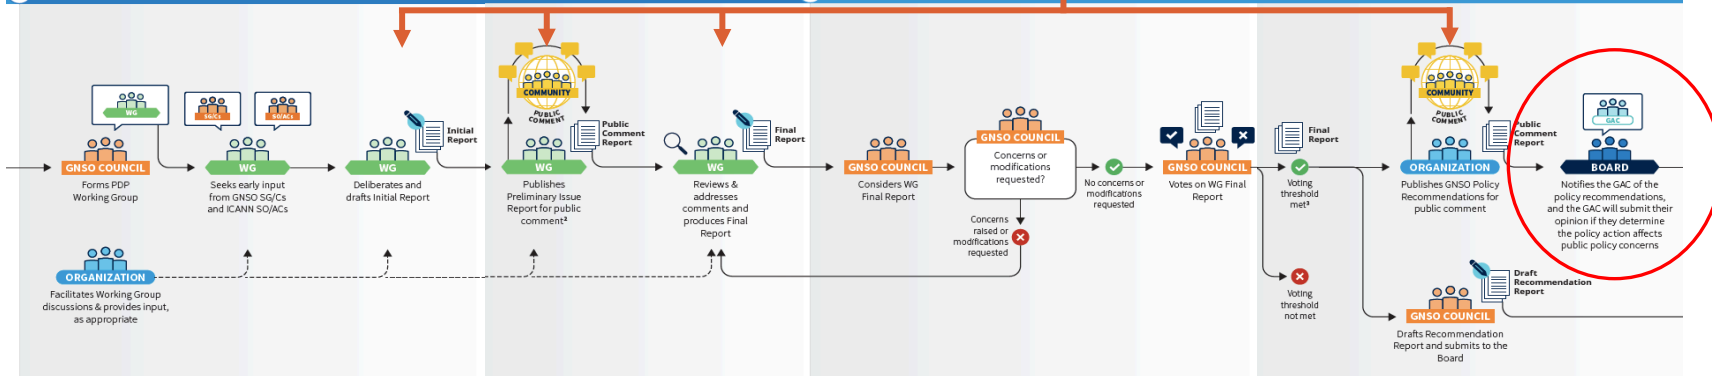 WG
GNSO COUNCIL
Forms PDP
Working Group
SG/Cs
SO/ACs
WG
Seeks early input
from GNSO SG/Cs
and ICANN SO/ACs
ORGANIZATION
Facilitates Working Group
discussions & provides input,
as appropriate
Initial
Report
WG
Deliberates and
drafts Initial Report
COMMUNITY
PUBLIC
COMMENT
Public
Comment
Report
WG
Publishes
Preliminary Issue
Report for public
comment²
Final
Report
WG
Reviews &
addresses
comments and
produces Final
Report
GNSO COUNCIL
Considers WG
Final Report
GNSO COUNCIL
Concerns or
modifications
requested?
Concerns
raised or
modifications
requested
No concerns or
modifications
requested
GNSO COUNCIL
Votes on WG Final
Report
Final
Report
Voting
threshold
met³
Voting
threshold
not met
COMMUNITY
PUBLIC
COMMENT
Public
Comment
Report
ORGANIZATION
Publishes GNSO Policy
Recommendations for
public comment
Draft
Recommendation
Report
GNSO COUNCIL
Drafts Recommendation
Report and submits to the
Board
GAC
BOARD
Notifies the GAC of the
policy recommendations,
and the GAC will submit their
opinion if they determine
the policy action affects
public policy concerns